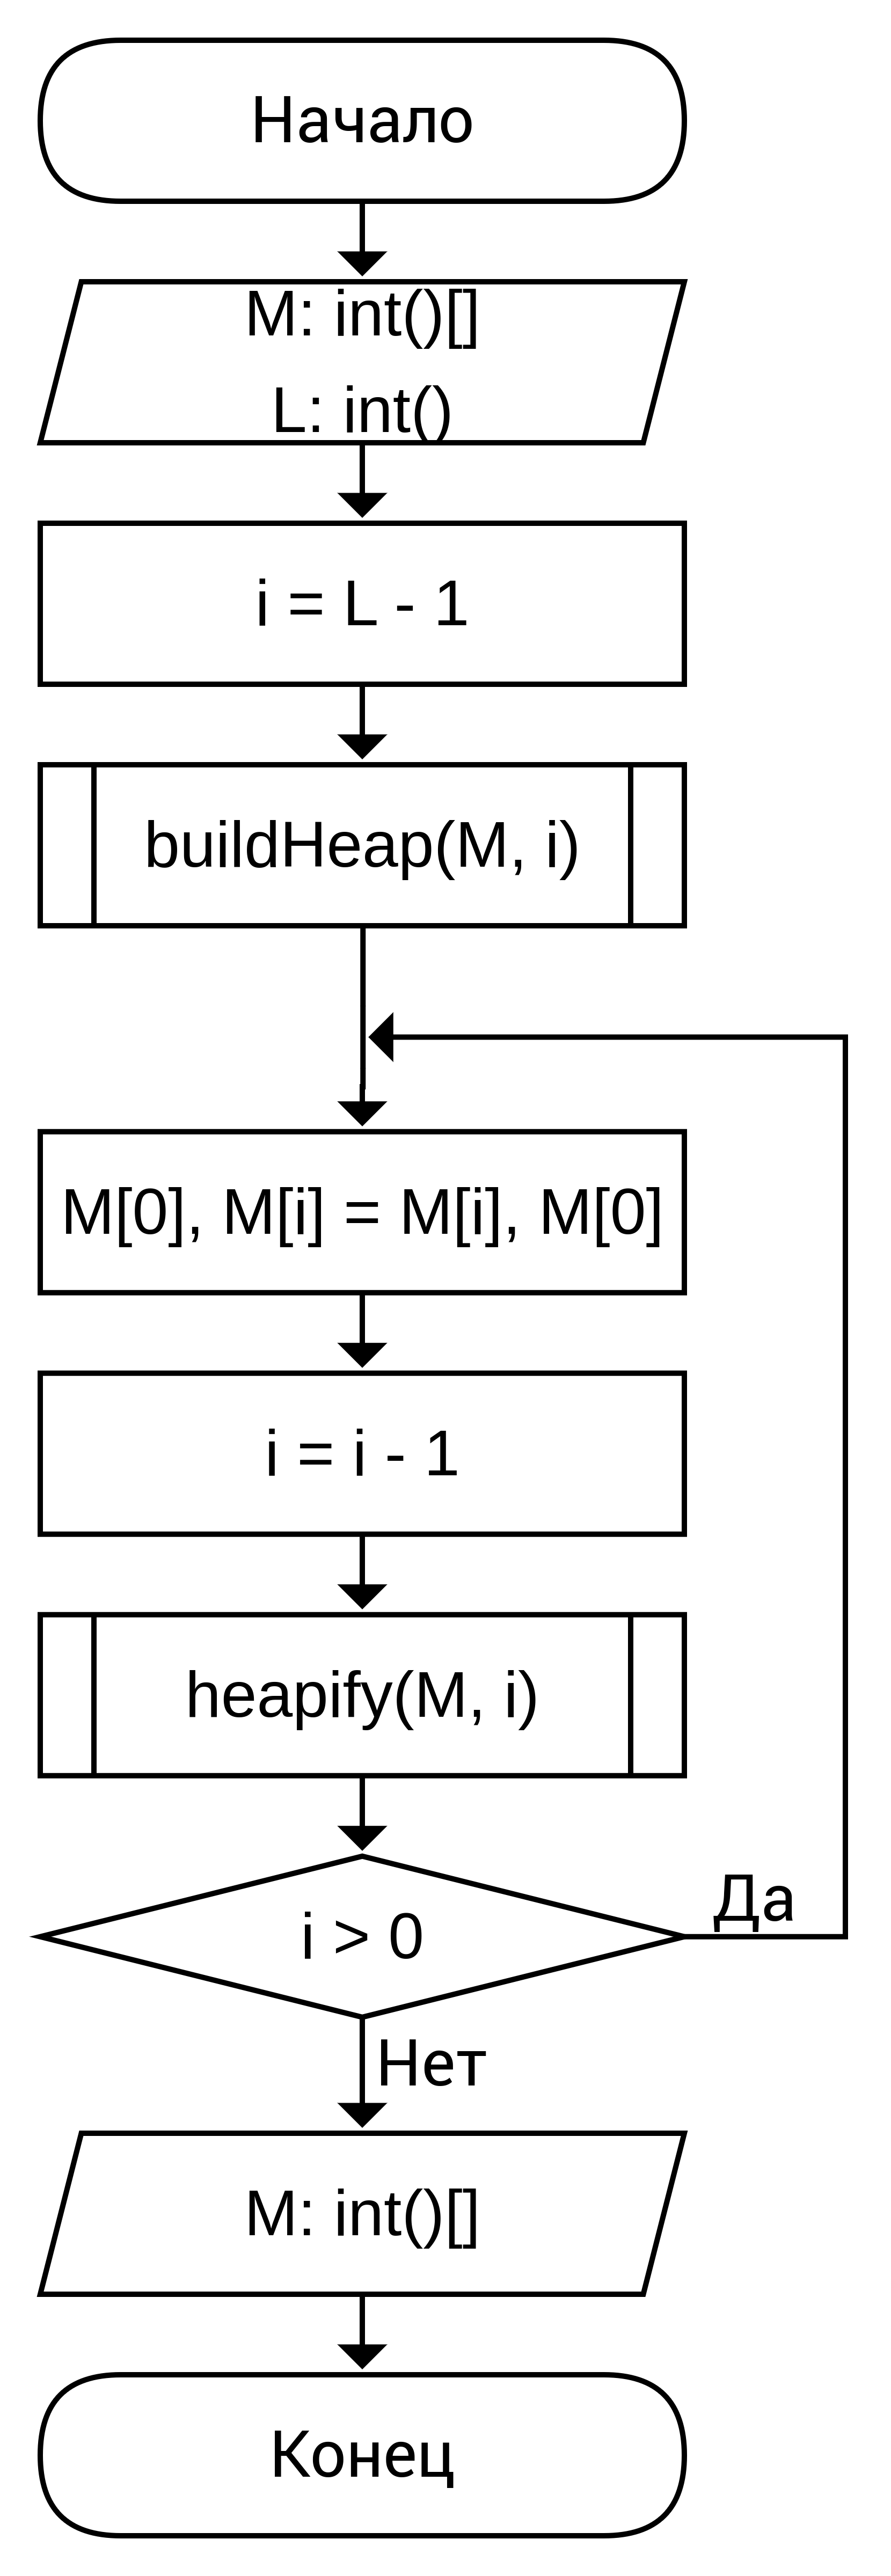 Начало
M: int()[]
L: int()
i = L - 1
buildHeap(M, i)
M[0], M[i] = M[i], M[0]
i = i - 1
heapify(M, i)
i > 0
Да
Нет
M: int()[]
Конец